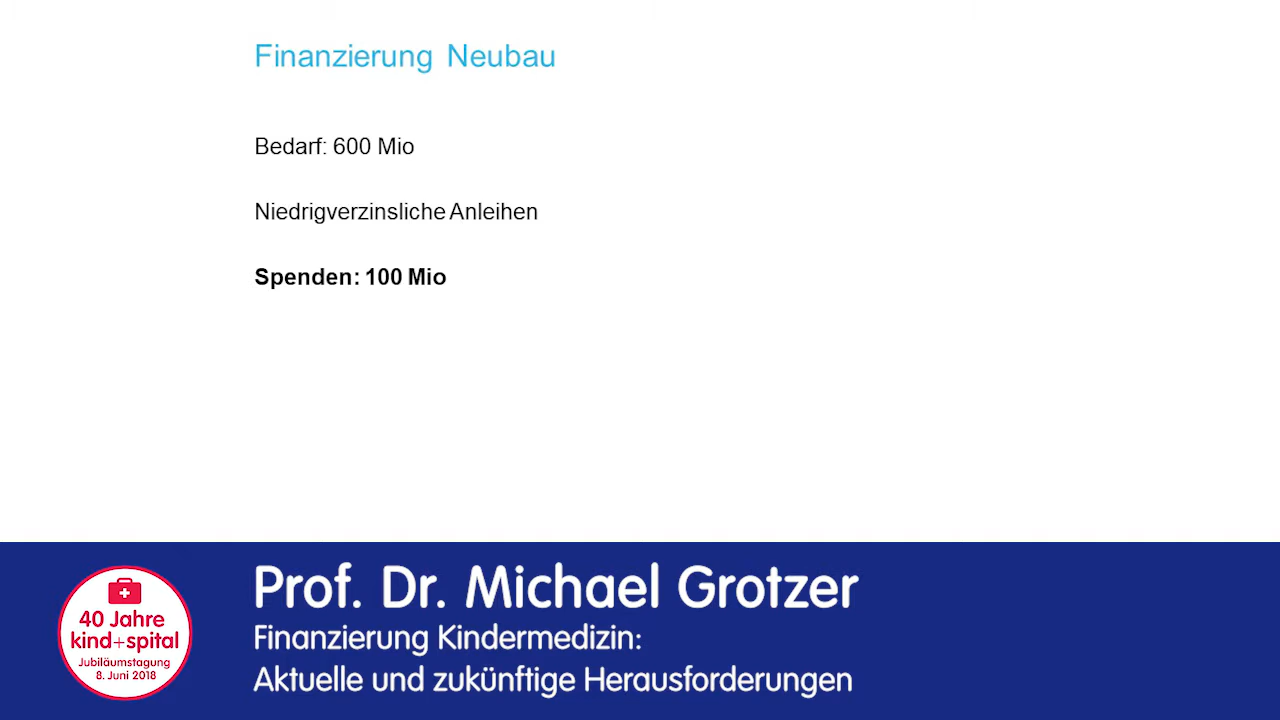 Finanzierung Neubau
Bedarf: 600 Mio
Niedrigverzinsliche Anleihen
Spenden: 100 Mio
40 Jahre
kind+spital
Jubiläumstagung
8. Juni 2018
Prof. Dr. Michael Grotzer
Finanzierung Kindermedizin:
Aktuelle und zukünftige Herausforderungen